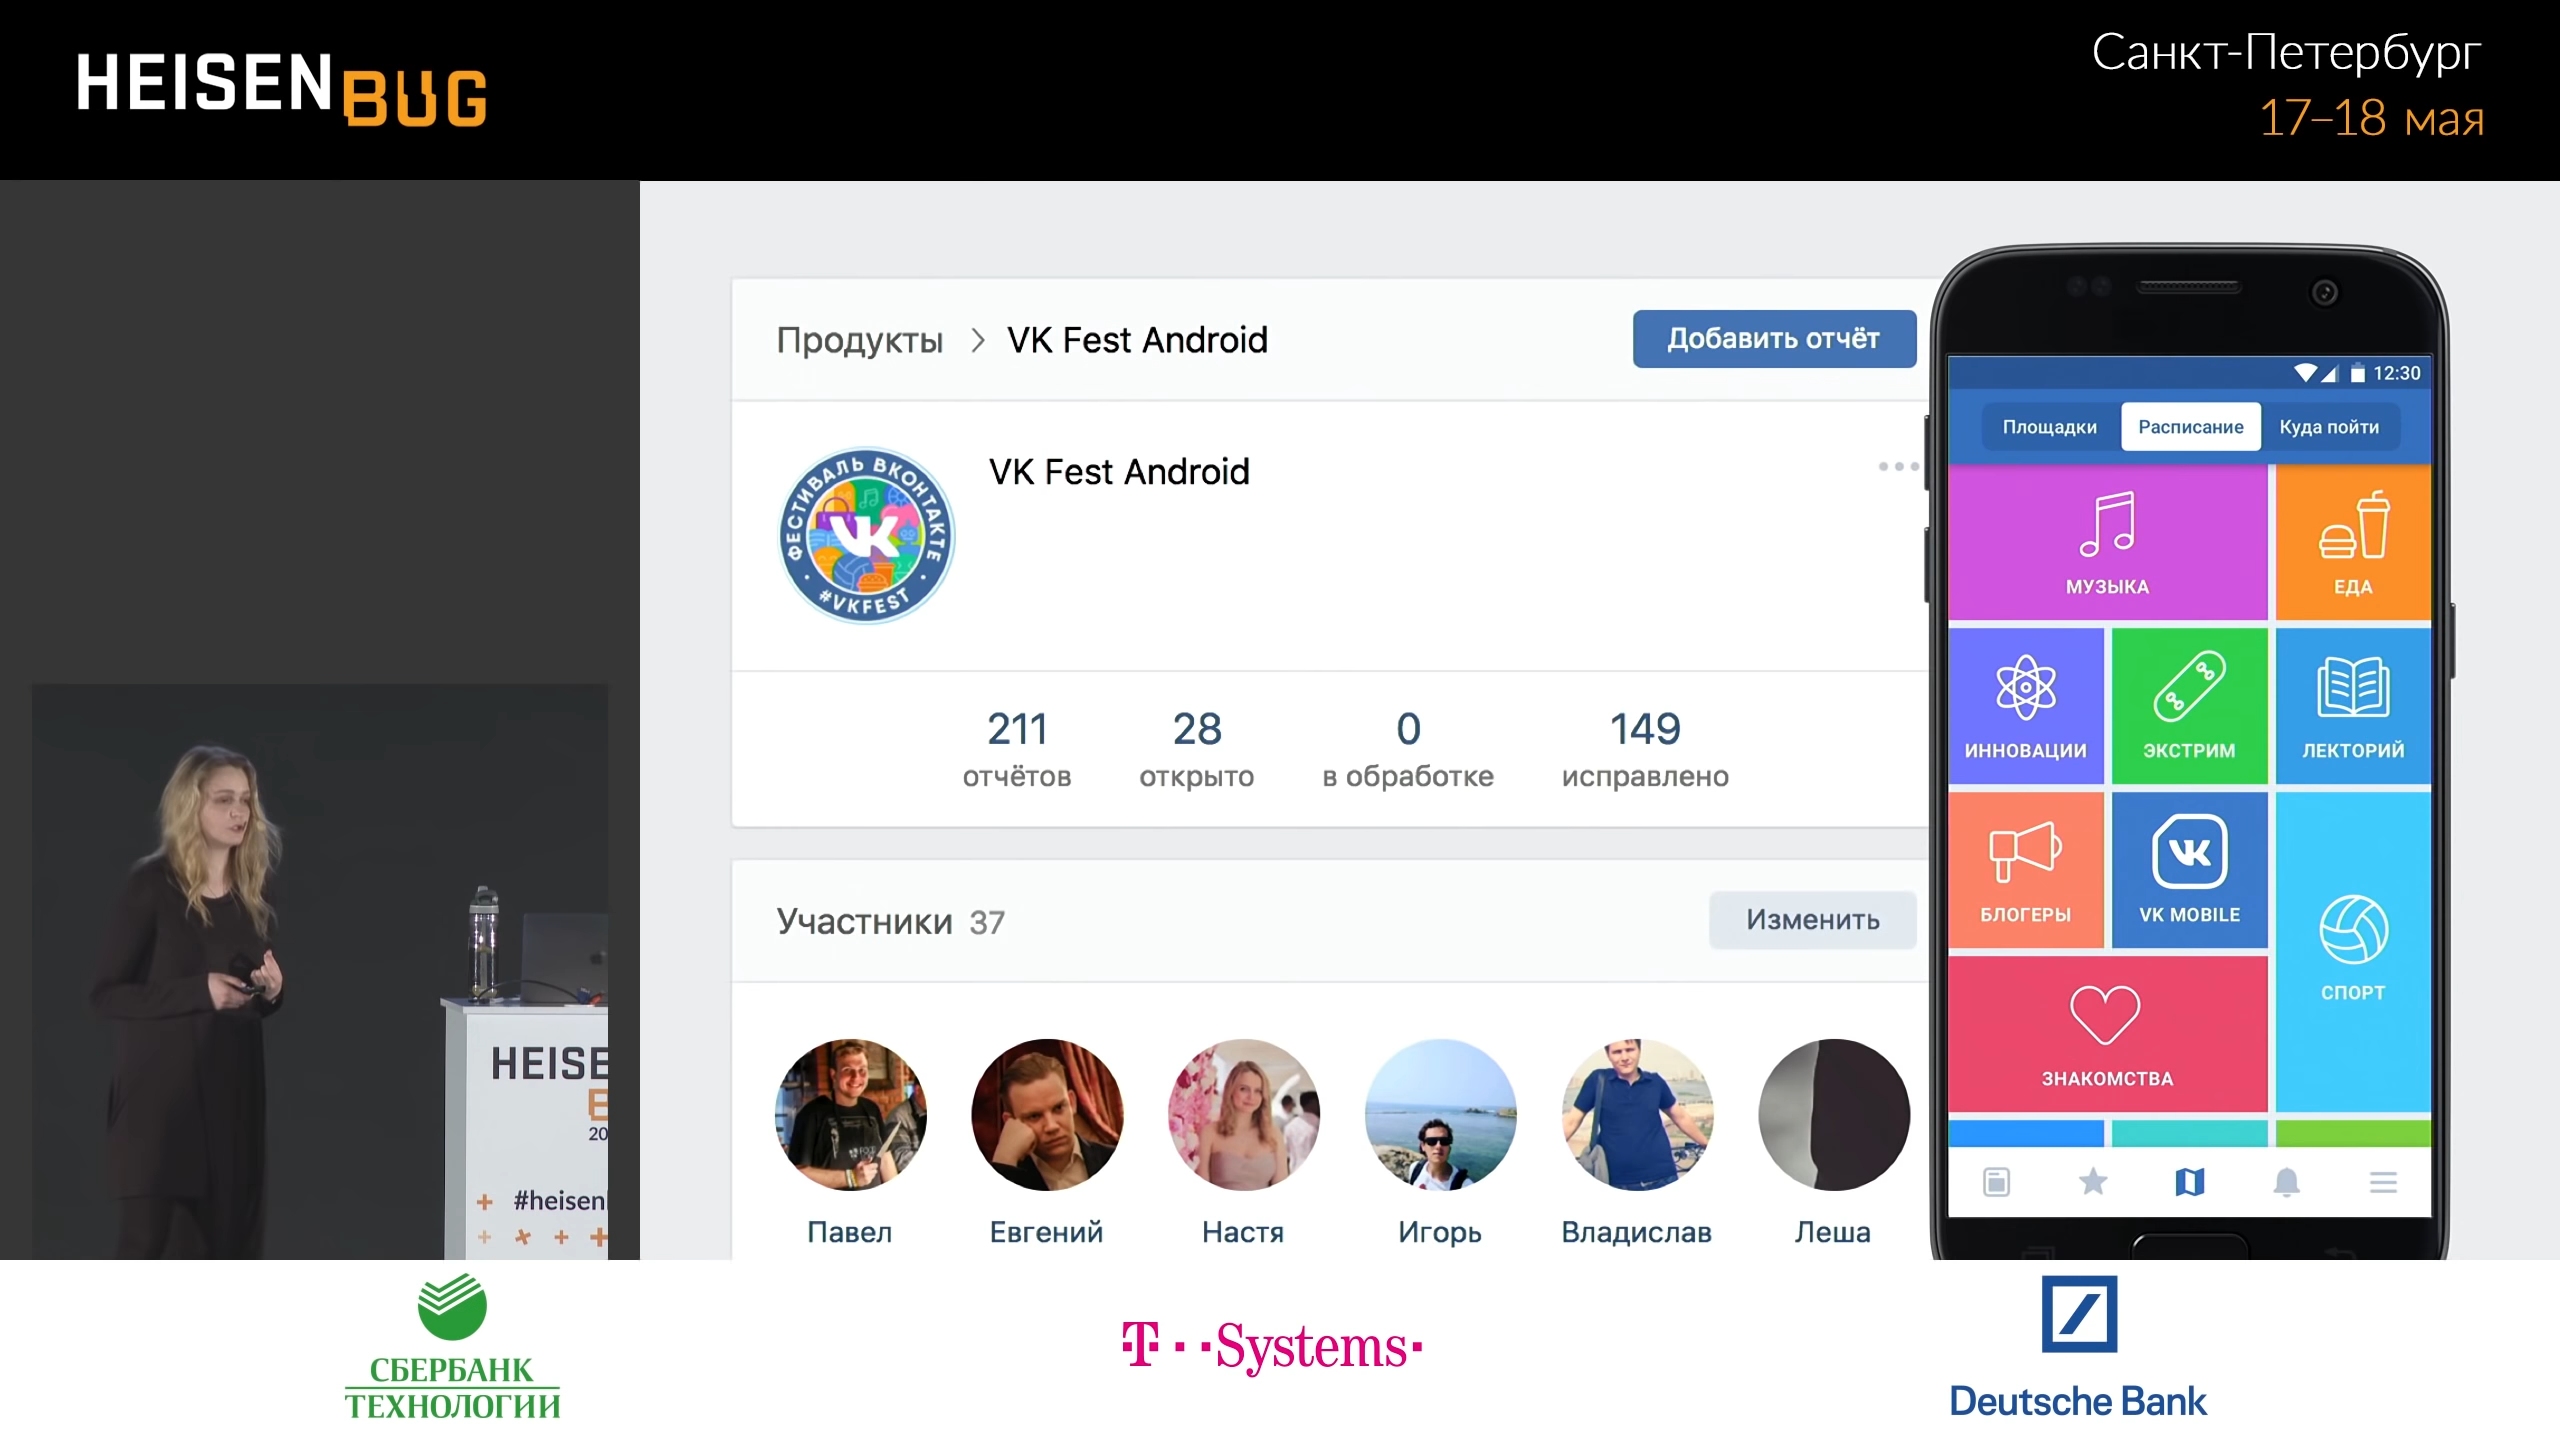 HEISENBUG
Санкт-Петербург
17–18 мая
Продукты > VK Fest Android
Добавить отчёт
ФЕСТИВАЛЬ ВКОНТАКТЕ
VK
#VKFEST
VK Fest Android
211
28
0
149
отчётов
открыто
в обработке
исправлено
Участники 37
Изменить
Павел
Евгений
Настя
Игорь
Владислав
Леша
12:30
Площадки
Расписание
Куда пойти
МУЗЫКА
ЕДА
ИННОВАЦИИ
ЭКСТРИМ
ЛЕКТОРИЙ
БЛОГЕРЫ
VK
VK MOBILE
СПОРТ
ЗНАКОМСТВА
HEISE
20
#heisen
СБЕРБАНК
ТЕХНОЛОГИИ
T··Systems·
Deutsche Bank